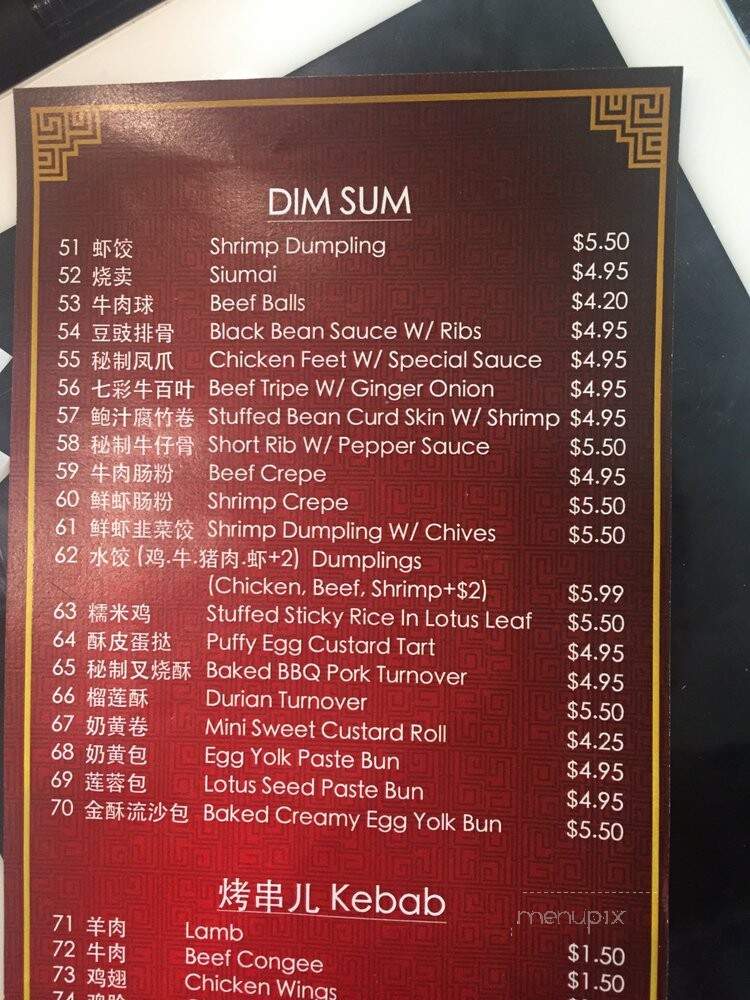 DIM SUM
51 虾饺 Shrimp Dumpling $5.50
52 烧卖 Siumai $4.95
53 牛肉球 Beef Balls $4.20
54 豆豉排骨 Black Bean Sauce W/ Ribs $4.95
55 秘制凤爪 Chicken Feet W/ Special Sauce $4.95
56 七彩牛百叶 Beef Tripe W/ Ginger Onion $4.95
57 鲍汁腐竹卷 Stuffed Bean Curd Skin W/ Shrimp $4.95
58 秘制牛仔骨 Short Rib W/ Pepper Sauce $5.50
59 牛肉肠粉 Beef Crepe $4.95
60 鲜虾肠粉 Shrimp Crepe $5.50
61 鲜虾韭菜饺 Shrimp Dumpling W/ Chives $5.50
62 水饺 (鸡.牛.猪肉.虾+2) Dumplings
(Chicken, Beef, Shrimp+$2) $5.99
63 糯米鸡 Stuffed Sticky Rice In Lotus Leaf $5.50
64 酥皮蛋挞 Puffy Egg Custard Tart $4.95
65 秘制叉烧酥 Baked BBQ Pork Turnover $4.95
66 榴莲酥 Durian Turnover $5.50
67 奶黄卷 Mini Sweet Custard Roll $4.25
68 奶黄包 Egg Yolk Paste Bun $4.95
69 莲蓉包 Lotus Seed Paste Bun $4.95
70 金酥流沙包 Baked Creamy Egg Yolk Bun $5.50
烤串儿 Kebab
menupix
71 羊肉 Lamb $1.50
72 牛肉 Beef Congee $1.50
73 鸡翅 Chicken Wings
74